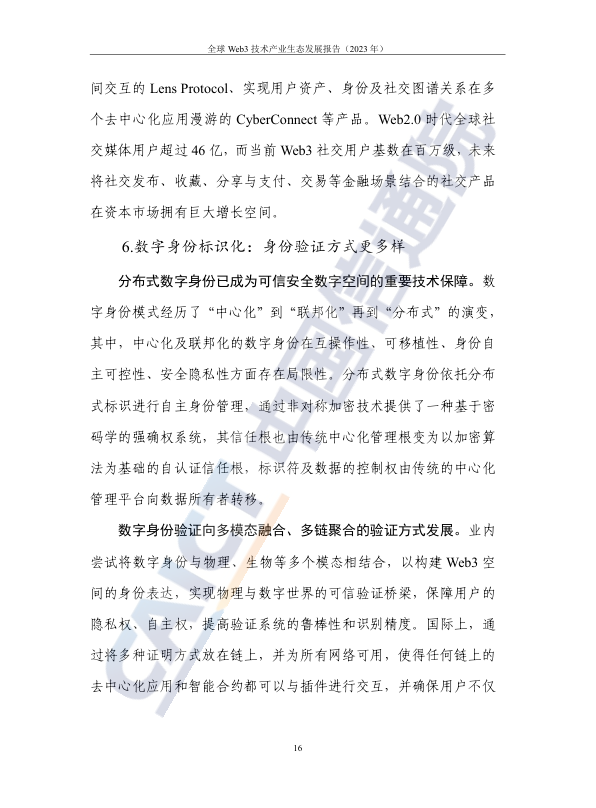 全球 Web3 技术产业生态发展报告（2023 年）
间交互的 Lens Protocol、实现用户资产、身份及社交图谱关系在多
个去中心化应用漫游的 CyberConnect 等产品。Web2.0 时代全球社
交媒体用户超过 46 亿，而当前 Web3 社交用户基数在百万级，未来
将社交发布、收藏、分享与支付、交易等金融场景结合的社交产品
在资本市场拥有巨大增长空间。
6.数字身份标识化：身份验证方式更多样
分布式数字身份已成为可信安全数字空间的重要技术保障。数
字身份模式经历了“中心化”到“联邦化”再到“分布式”的演变，
其中，中心化及联邦化的数字身份在互操作性、可移植性、身份自
主可控性、安全隐私性方面存在局限性。分布式数字身份依托分布
式标识进行自主身份管理，通过非对称加密技术提供了一种基于密
码学的强确权系统，其信任根也由传统中心化管理根变为以加密算
法为基础的自认证信任根，标识符及数据的控制权由传统的中心化
管理平台向数据所有者转移。
数字身份验证向多模态融合、多链聚合的验证方式发展。业内
尝试将数字身份与物理、生物等多个模态相结合，以构建 Web3 空
间的身份表达，实现物理与数字世界的可信验证桥梁，保障用户的
隐私权、自主权，提高验证系统的鲁棒性和识别精度。国际上，通
过将多种证明方式放在链上，并为所有网络可用，使得任何链上的
去中心化应用和智能合约都可以与插件进行交互，并确保用户不仅
16
CAICT 中国信通院